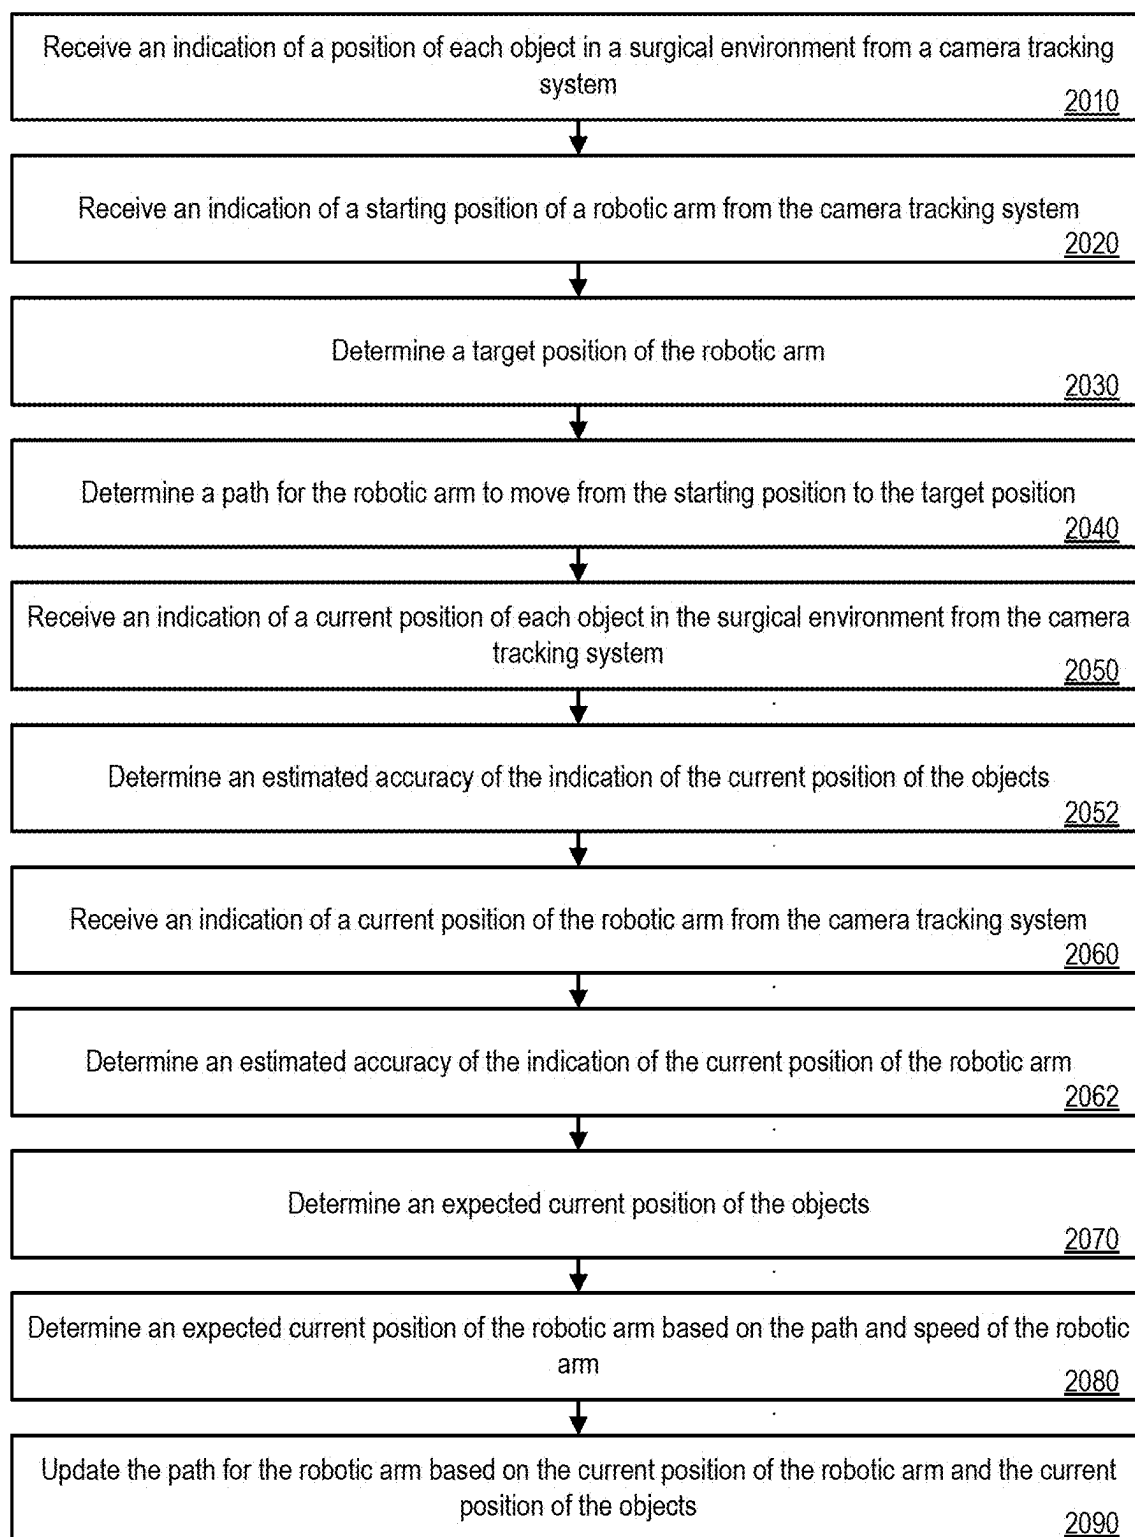 Receive an indication of a position of each object in a surgical environment from a camera tracking
system
2010
Receive an indication of a starting position of a robotic arm from the camera tracking system
2020
Determine a target position of the robotic arm
2030
Determine a path for the robotic arm to move from the starting position to the target position
2040
Receive an indication of a current position of each object in the surgical environment from the camera
tracking system
2050
Determine an estimated accuracy of the indication of the current position of the objects
2052
Receive an indication of a current position of the robotic arm from the camera tracking system
2060
Determine an estimated accuracy of the indication of the current position of the robotic arm
2062
Determine an expected current position of the objects
2070
Determine an expected current position of the robotic arm based on the path and speed of the robotic
arm
2080
Update the path for the robotic arm based on the current position of the robotic arm and the current
position of the objects
2090